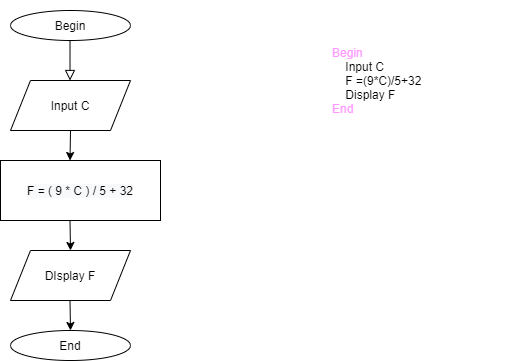 Begin
Input C
F = ( 9 * C ) / 5 + 32
DIsplay F
End
Begin
Input C
F =(9*C)/5+32
Display F
End